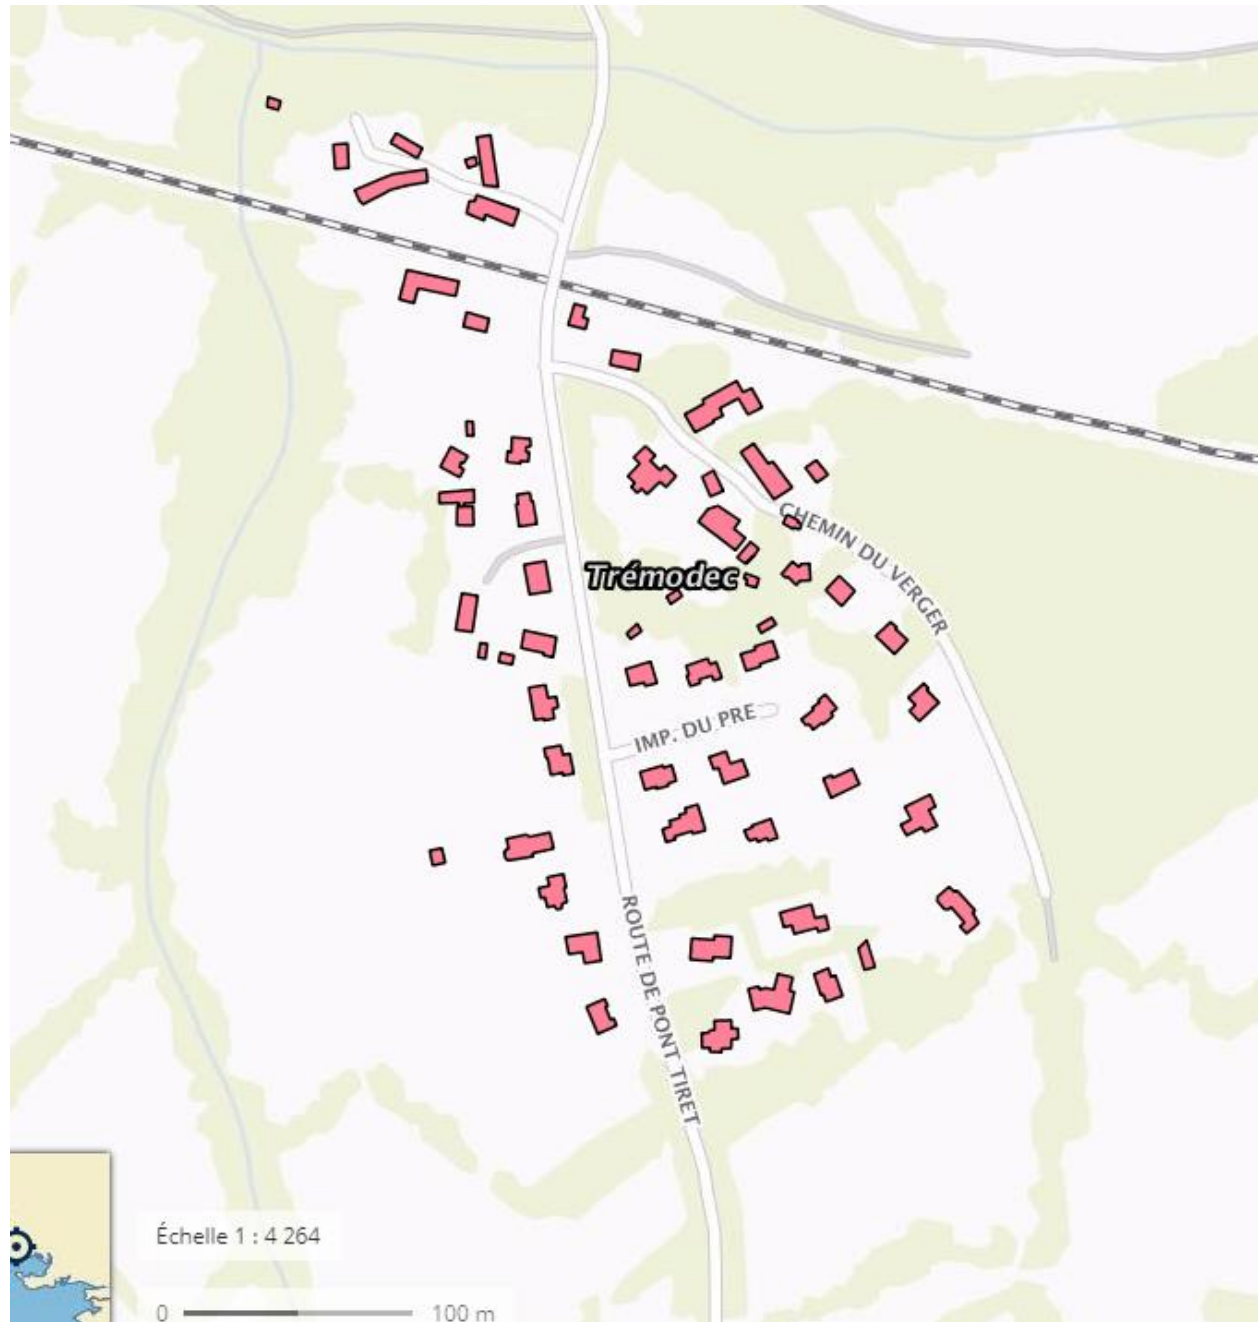 CHEMIN DU VERGER
Trémodec
IMP. DU PRE
ROUTE DE PONT TIRET
Échelle 1 : 4 264
0 100 m